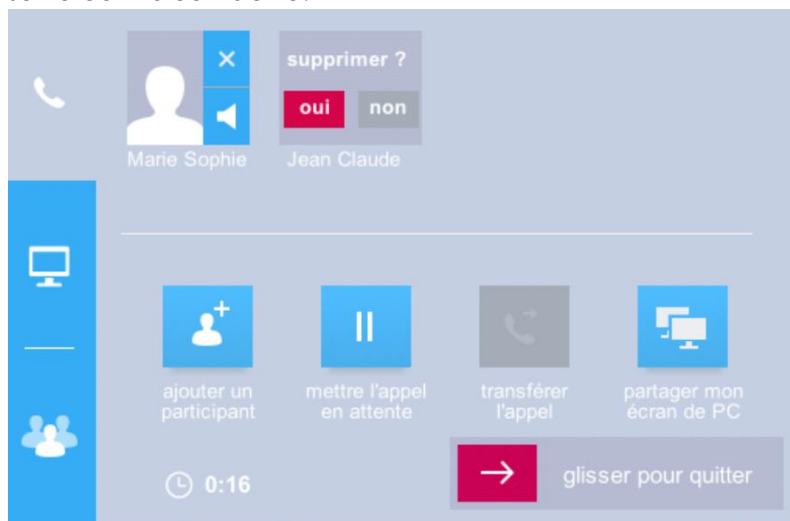 supprimer ?
oui non
Marie Sophie Jean Claude
ajouter un participant
mettre l'appel en attente
transférer l'appel
partager mon écran de PC
0:16
glisser pour quitter